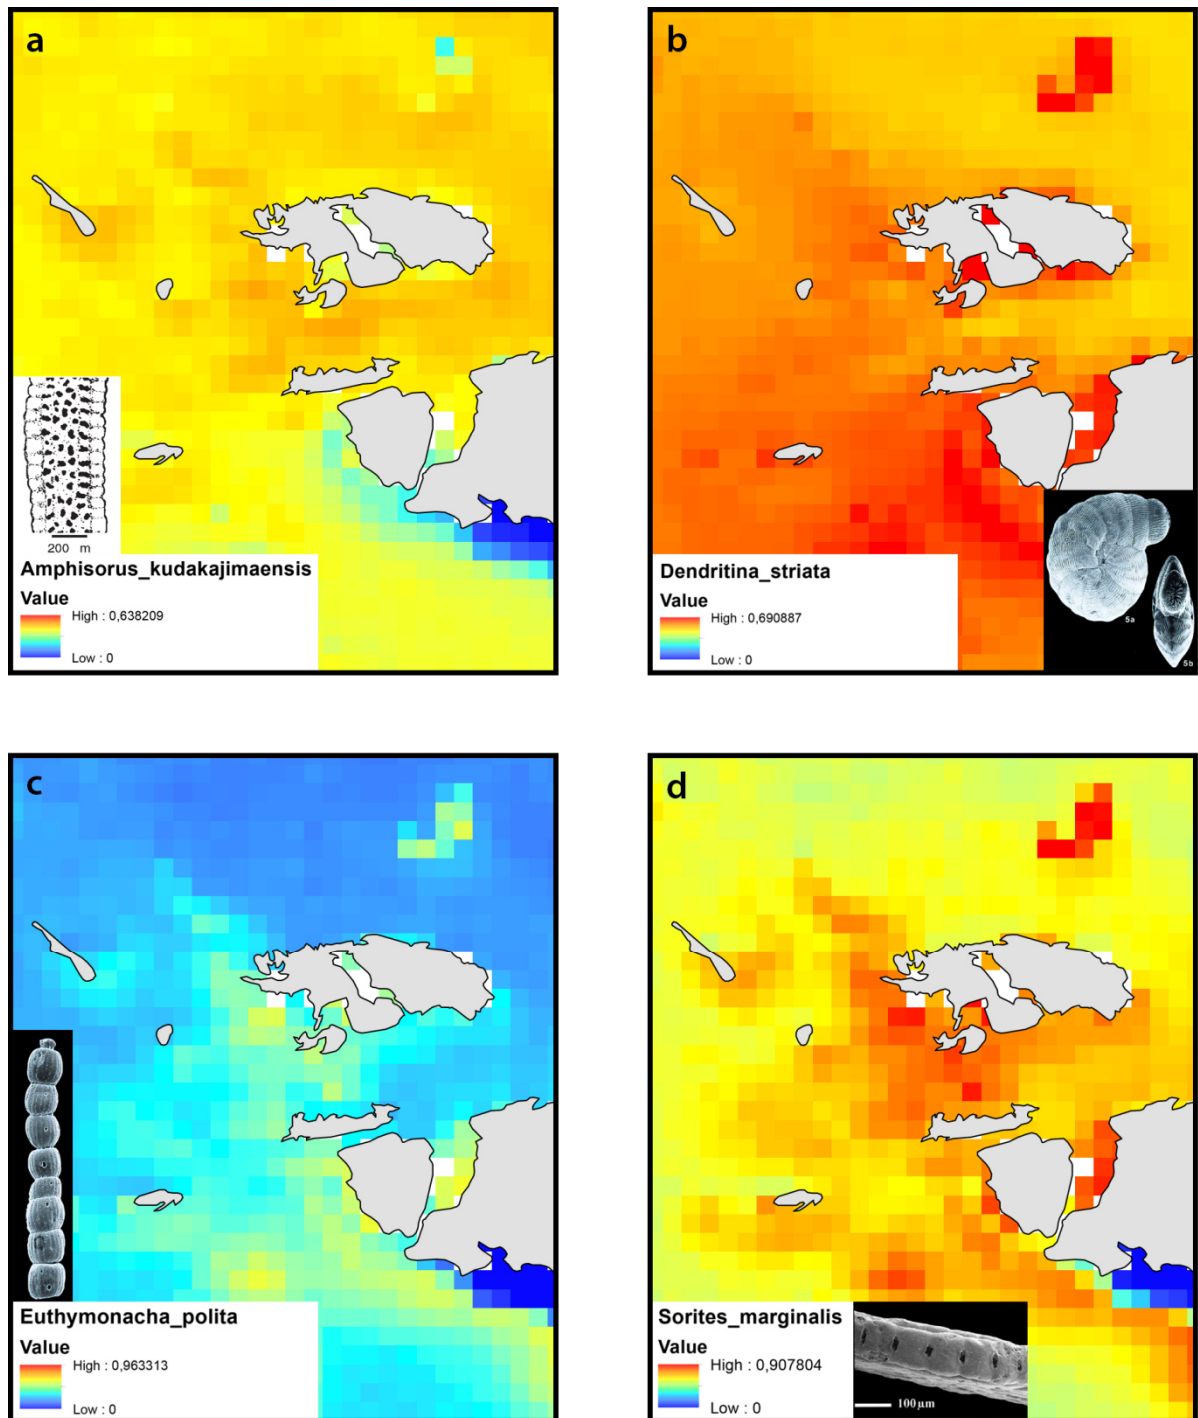 a
200 m
Amphisorus_kudakajimaensis
Value
High : 0,638209
Low : 0
b
Dendritina_striata
Value
High : 0,690887
Low : 0
5a
5b
c
Euthymonacha_polita
Value
High : 0,963313
Low : 0
d
Sorites_marginalis
Value
High : 0,907804
Low : 0
100 µm